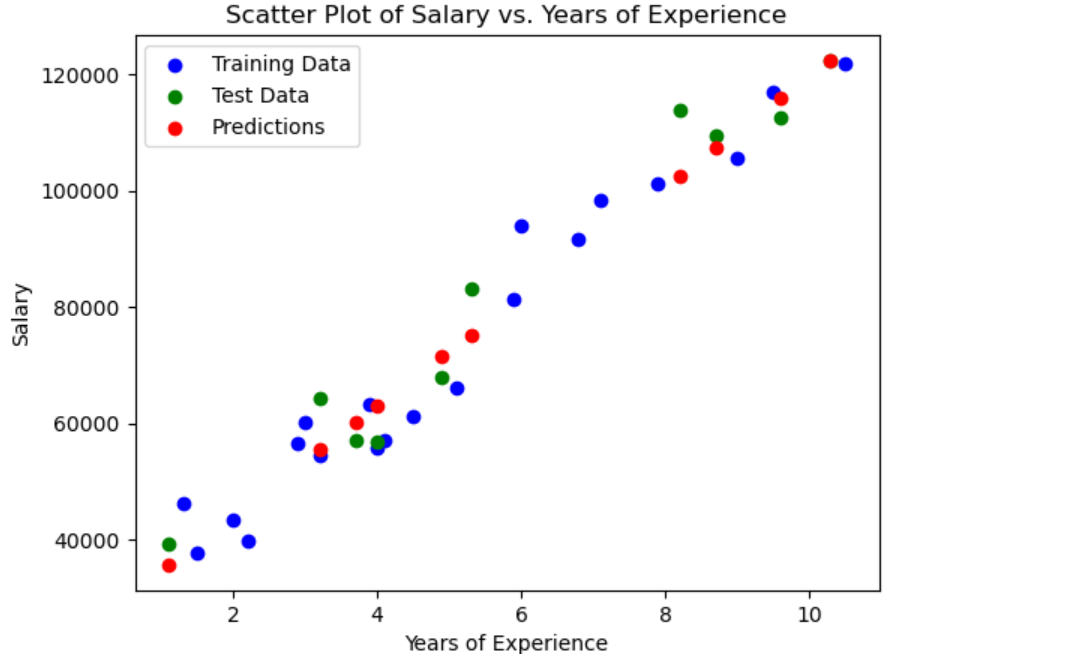 Scatter Plot of Salary vs. Years of Experience
Training Data
Test Data
Predictions
120000
100000
80000
60000
40000
Salary
2 4 6 8 10
Years of Experience